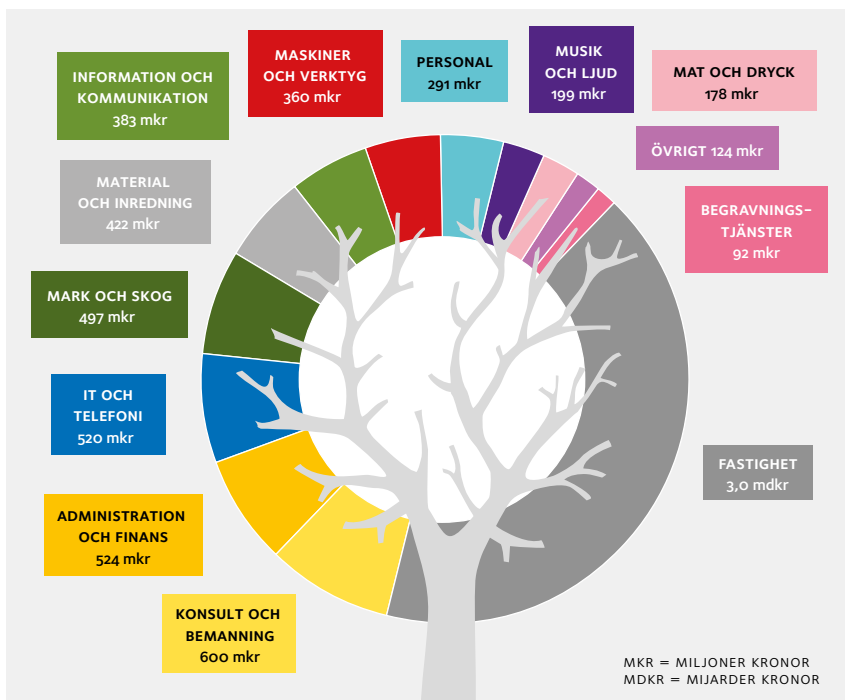 INFORMATION OCH
KOMMUNIKATION
383 mkr
MASKINER
OCH VERKTYG
360 mkr
PERSONAL
291 mkr
MUSIK
OCH LJUD
199 mkr
MAT OCH DRYCK
178 mkr
ÖVRIGT 124 mkr
BEGRAVNINGS–
TJÄNSTER
92 mkr
MATERIAL
OCH INREDNING
422 mkr
MARK OCH SKOG
497 mkr
IT OCH
TELEFONI
520 mkr
FASTIGHET
3,0 mdkr
ADMINISTRATION
OCH FINANS
524 mkr
KONSULT OCH
BEMANNING
600 mkr
MKR = MILJONER KRONOR
MDKR = MIJARDER KRONOR